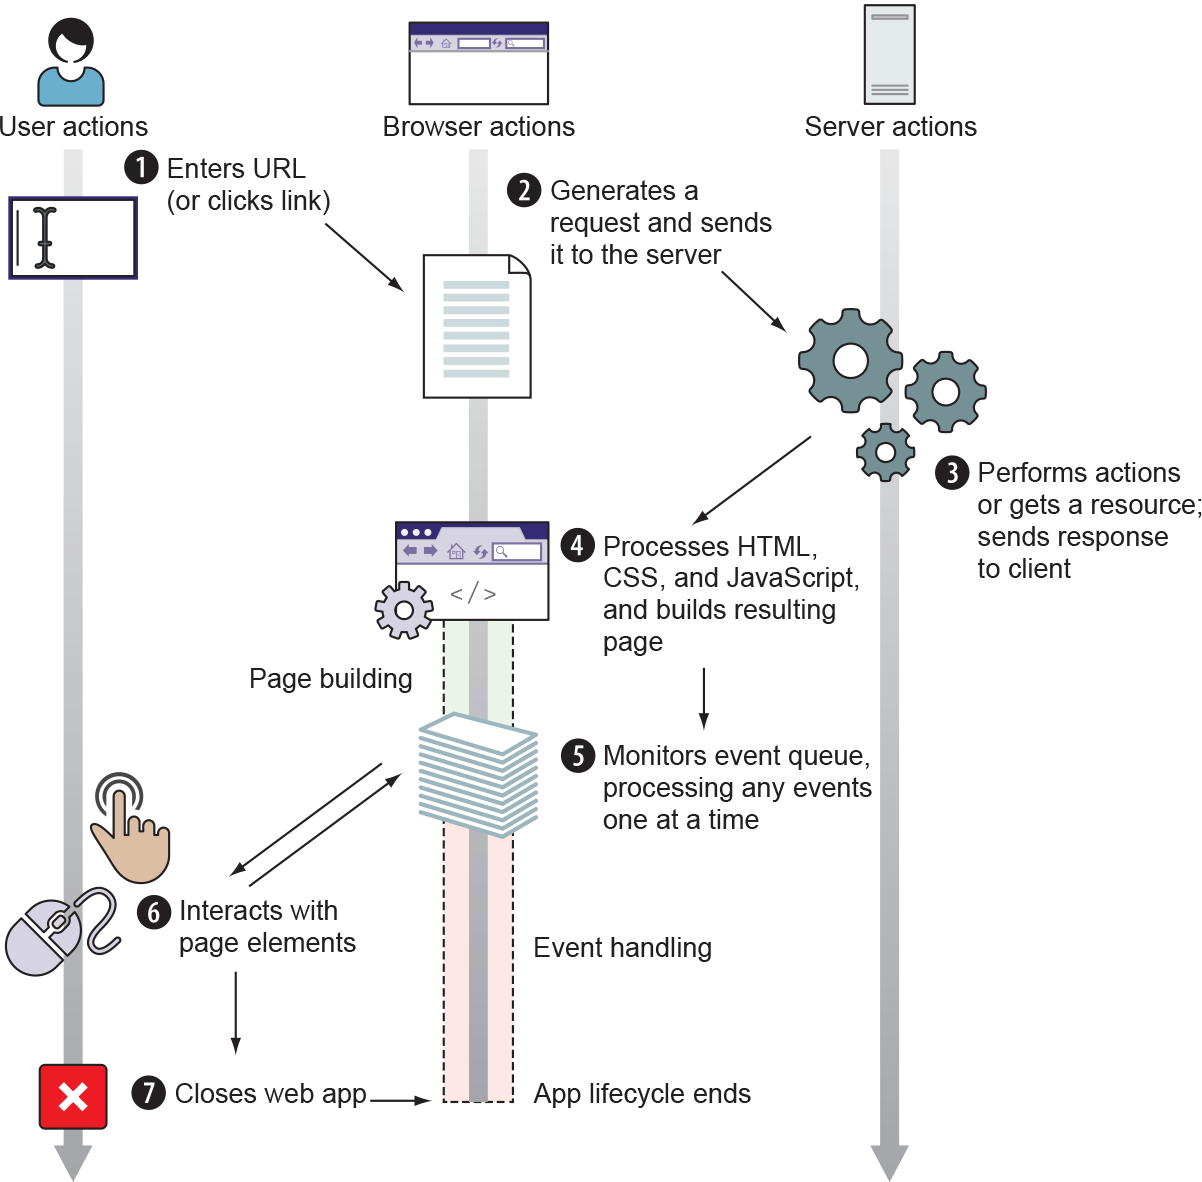 User actions
Browser actions
Server actions
1 Enters URL
(or clicks link)
2 Generates a
request and sends
it to the server
3 Performs actions
or gets a resource;
sends response
to client
4 Processes HTML,
CSS, and JavaScript,
and builds resulting
page
</>
Page building
5 Monitors event queue,
processing any events
one at a time
6 Interacts with
page elements
Event handling
7 Closes web app
App lifecycle ends